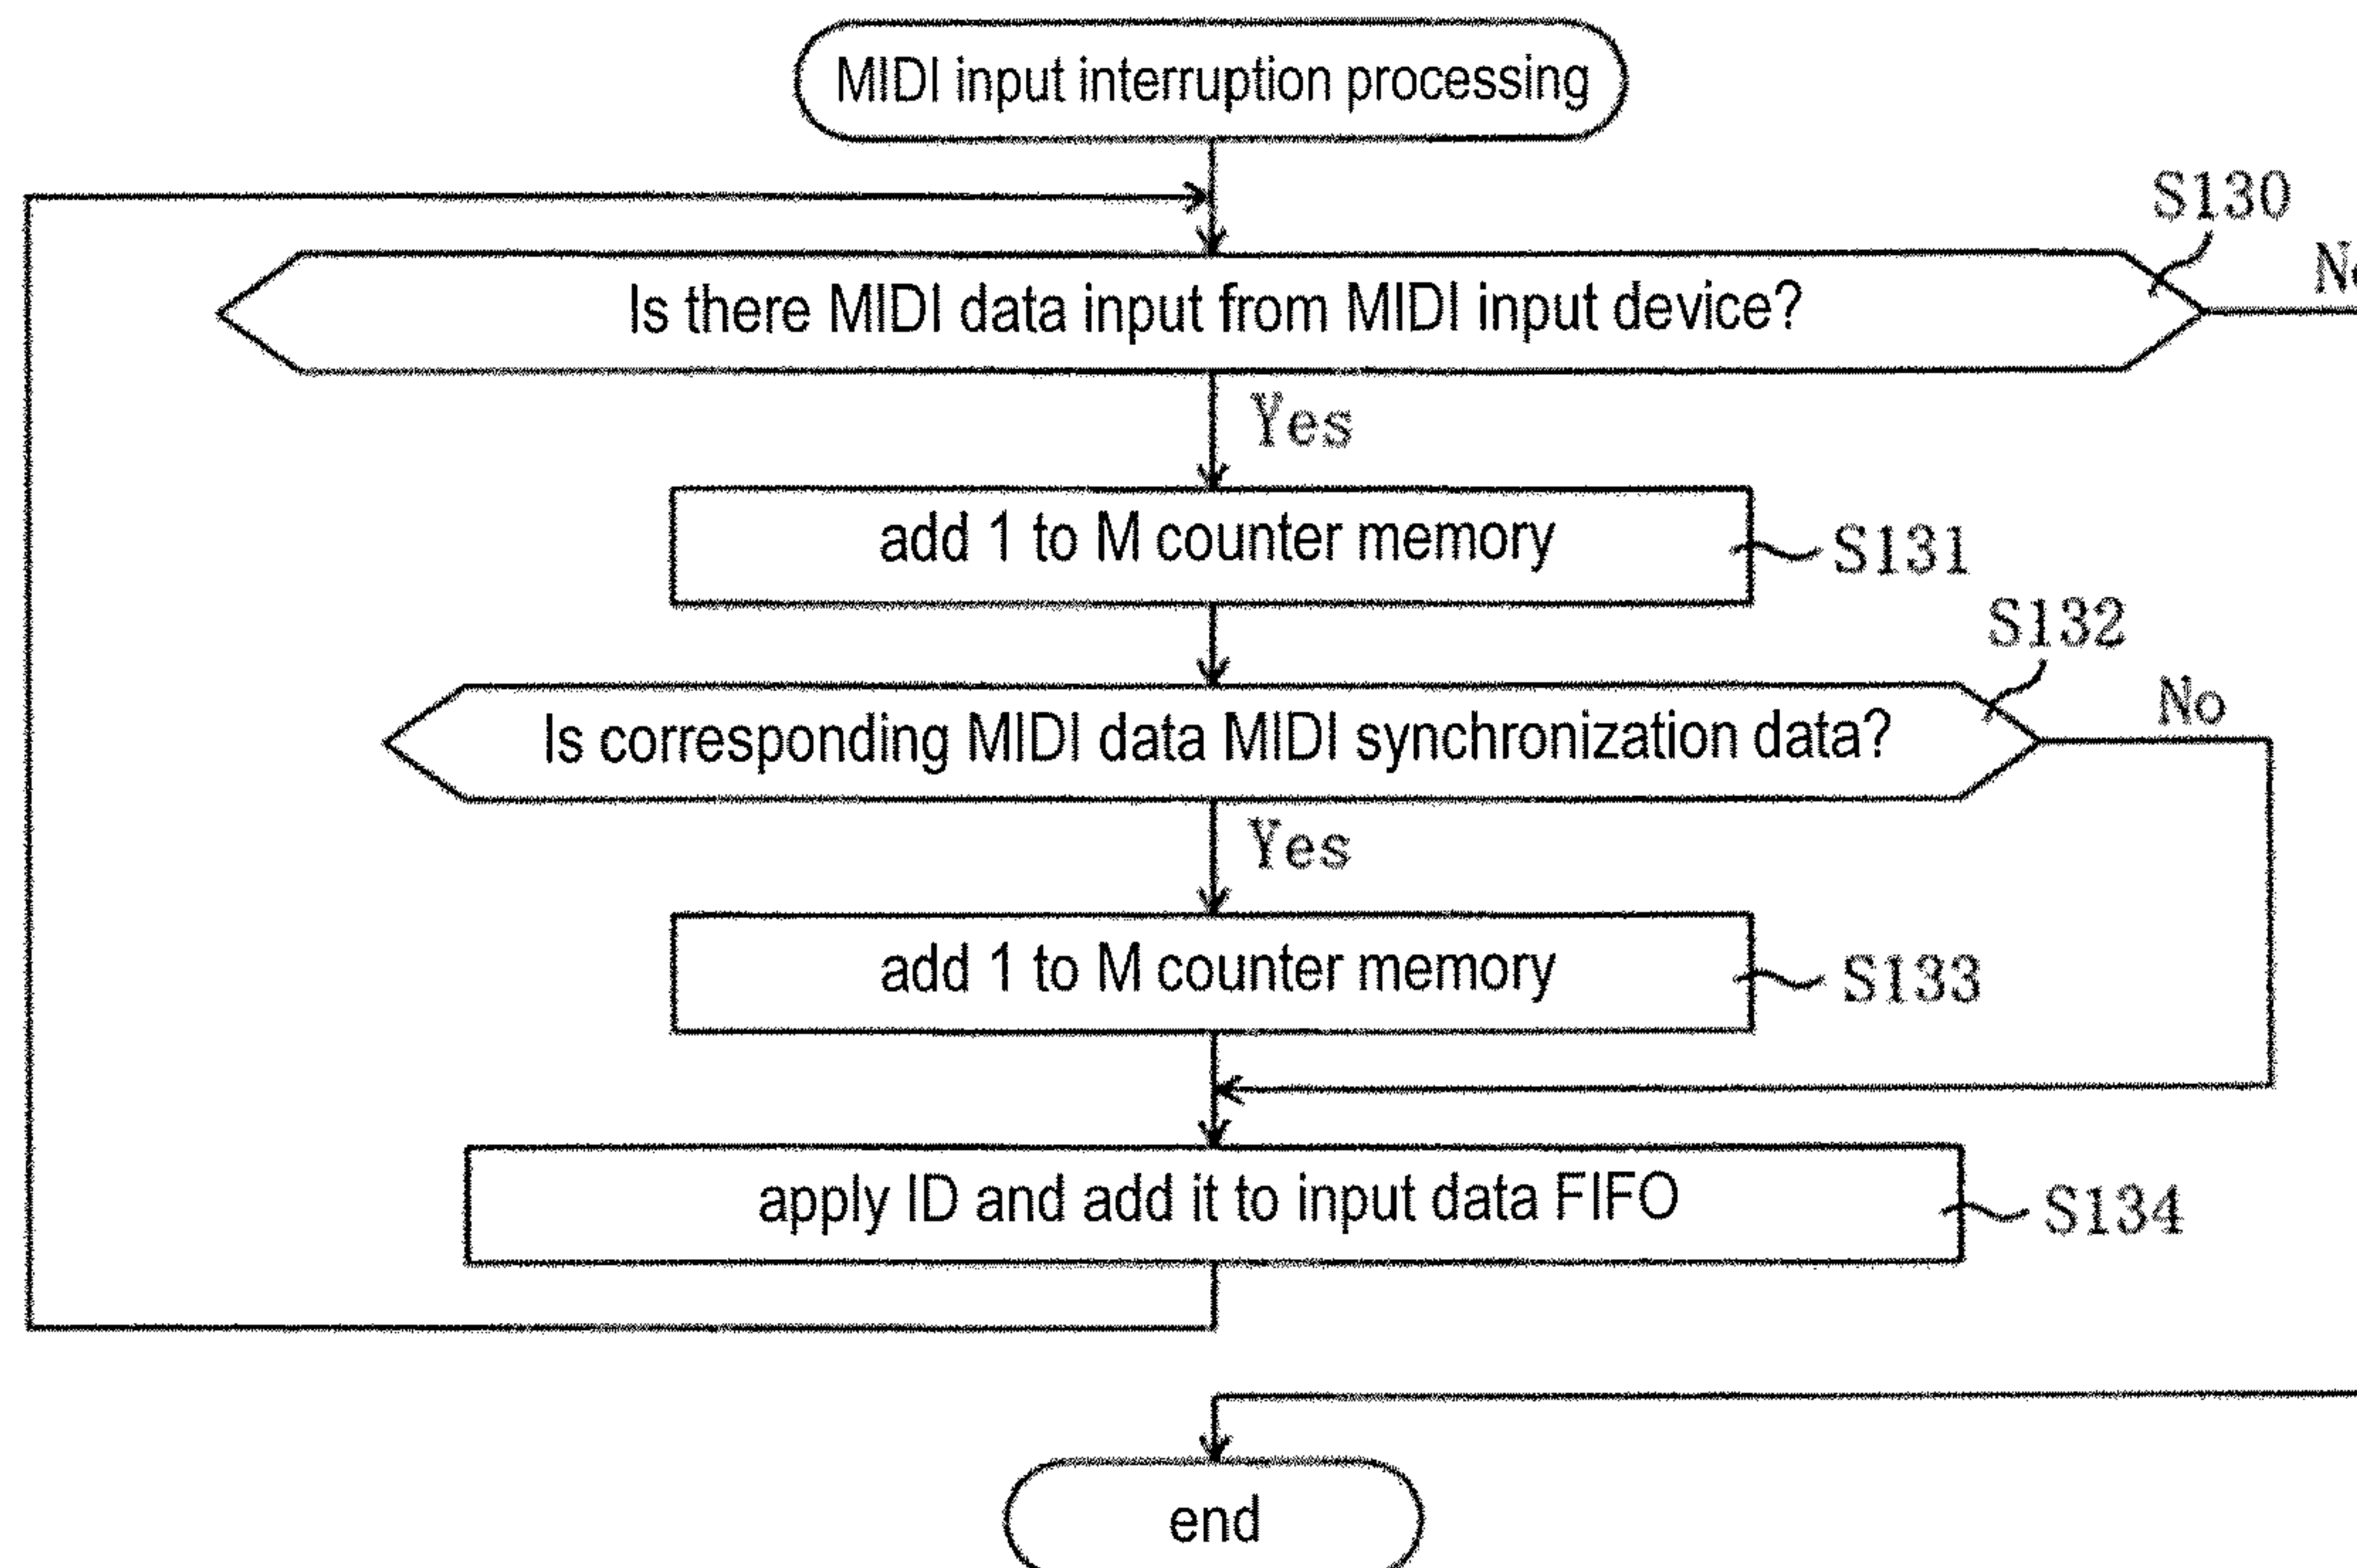 MIDI input interruption processing
S130
Is there MIDI data input from MIDI input device?
Yes
add 1 to M counter memory
S131
S132
Is corresponding MIDI data MIDI synchronization data?
No
Yes
add 1 to M counter memory
S133
apply ID and add it to input data FIFO
S134
end